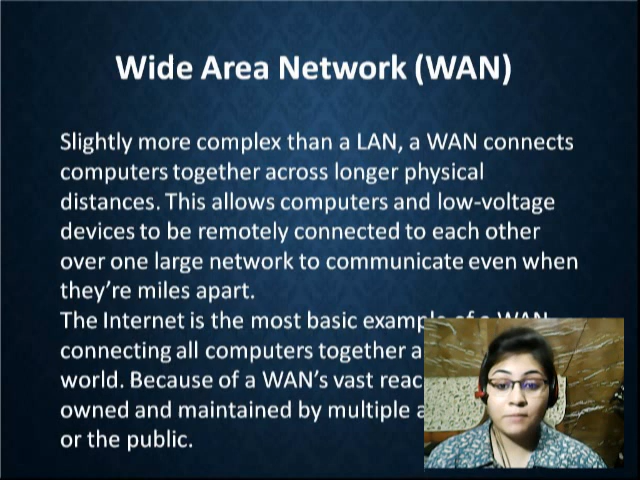 Wide Area Network (WAN)
Slightly more complex than a LAN, a WAN connects
computers together across longer physical
distances. This allows computers and low-voltage
devices to be remotely connected to each other
over one large network to communicate even when
they’re miles apart.
The Internet is the most basic example of a WAN,
connecting all computers together
world. Because of a WAN’s vast
owned and maintained by multiple
or the public.